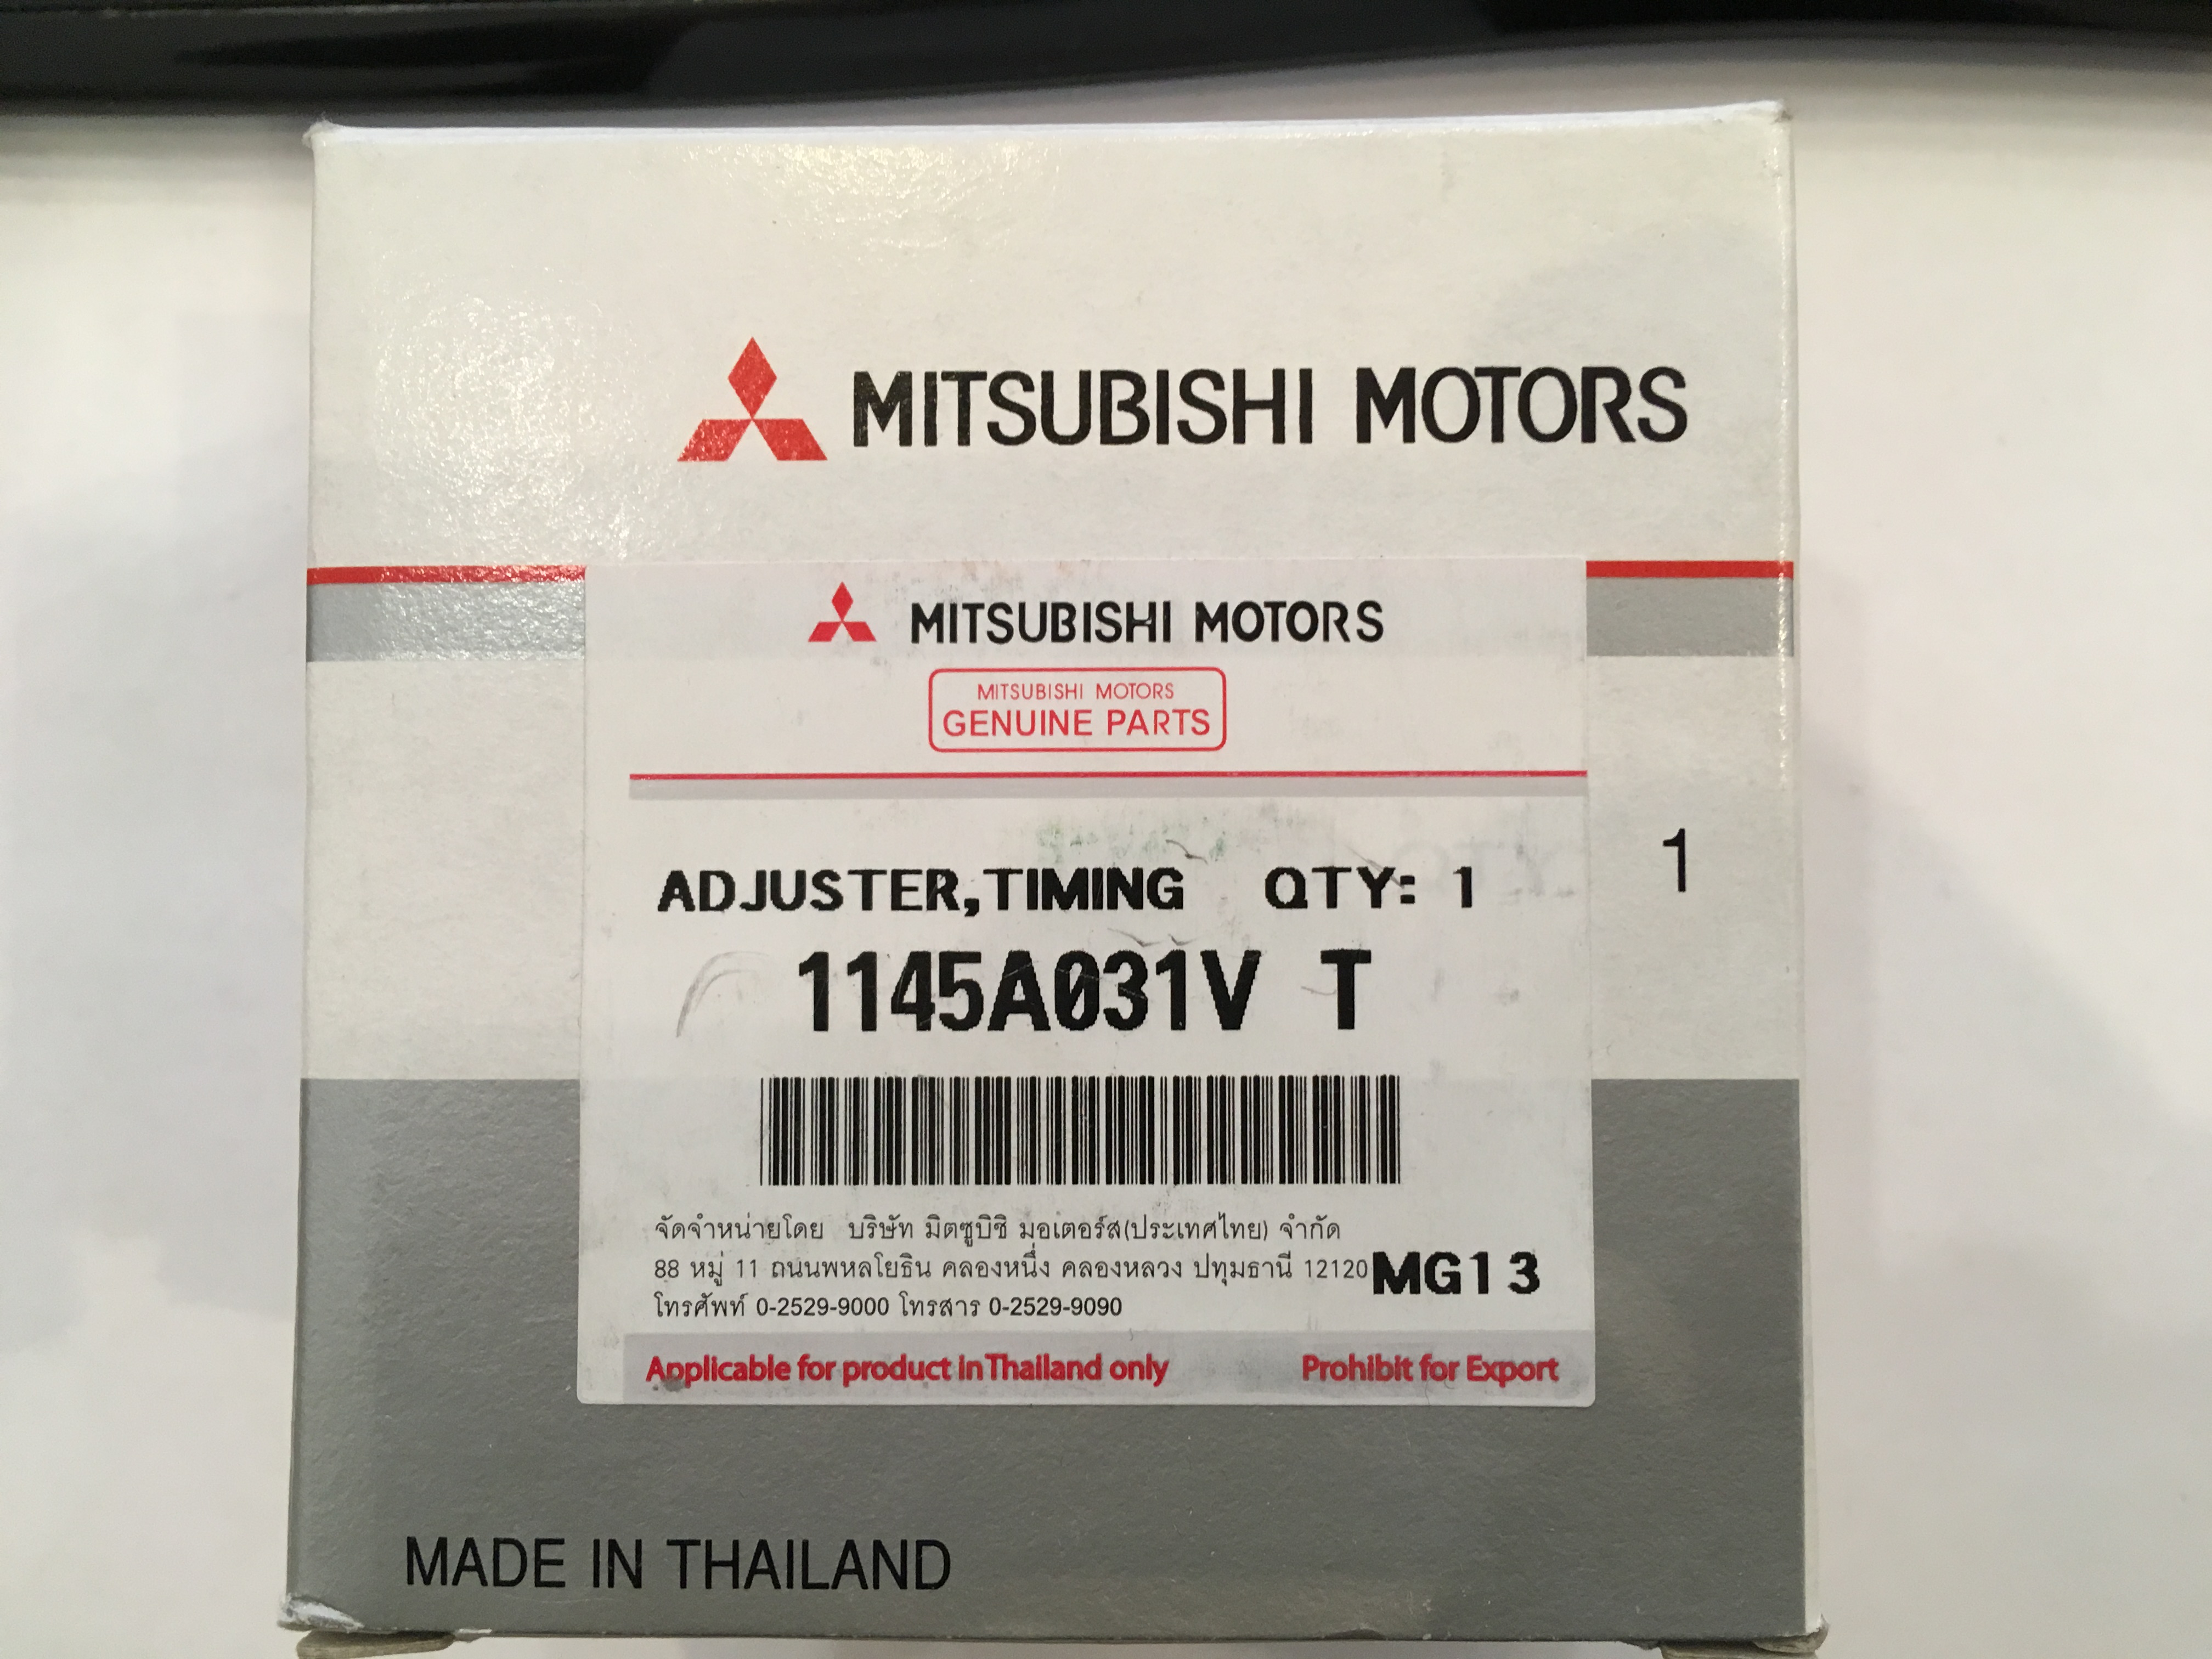 MITSUBISHI MOTORS
MITSUBISHI MOTORS
MITSUBISHI MOTORS
GENUINE PARTS
ADJUSTER,TIMING QTY: 1
1
1145A031V T
จัดจำหน่ายโดย บริษัท มิตซูบิชิ มอเตอร์ส(ประเทศไทย) จำกัด
88 หมู่ 11 ถนนพหลโยธิน คลองหนึ่ง คลองหลวง ปทุมธานี 12120 MG13
โทรศัพท์ 0-2529-9000 โทรสาร 0-2529-9090
Applicable for product in Thailand only Prohibit for Export
MADE IN THAILAND